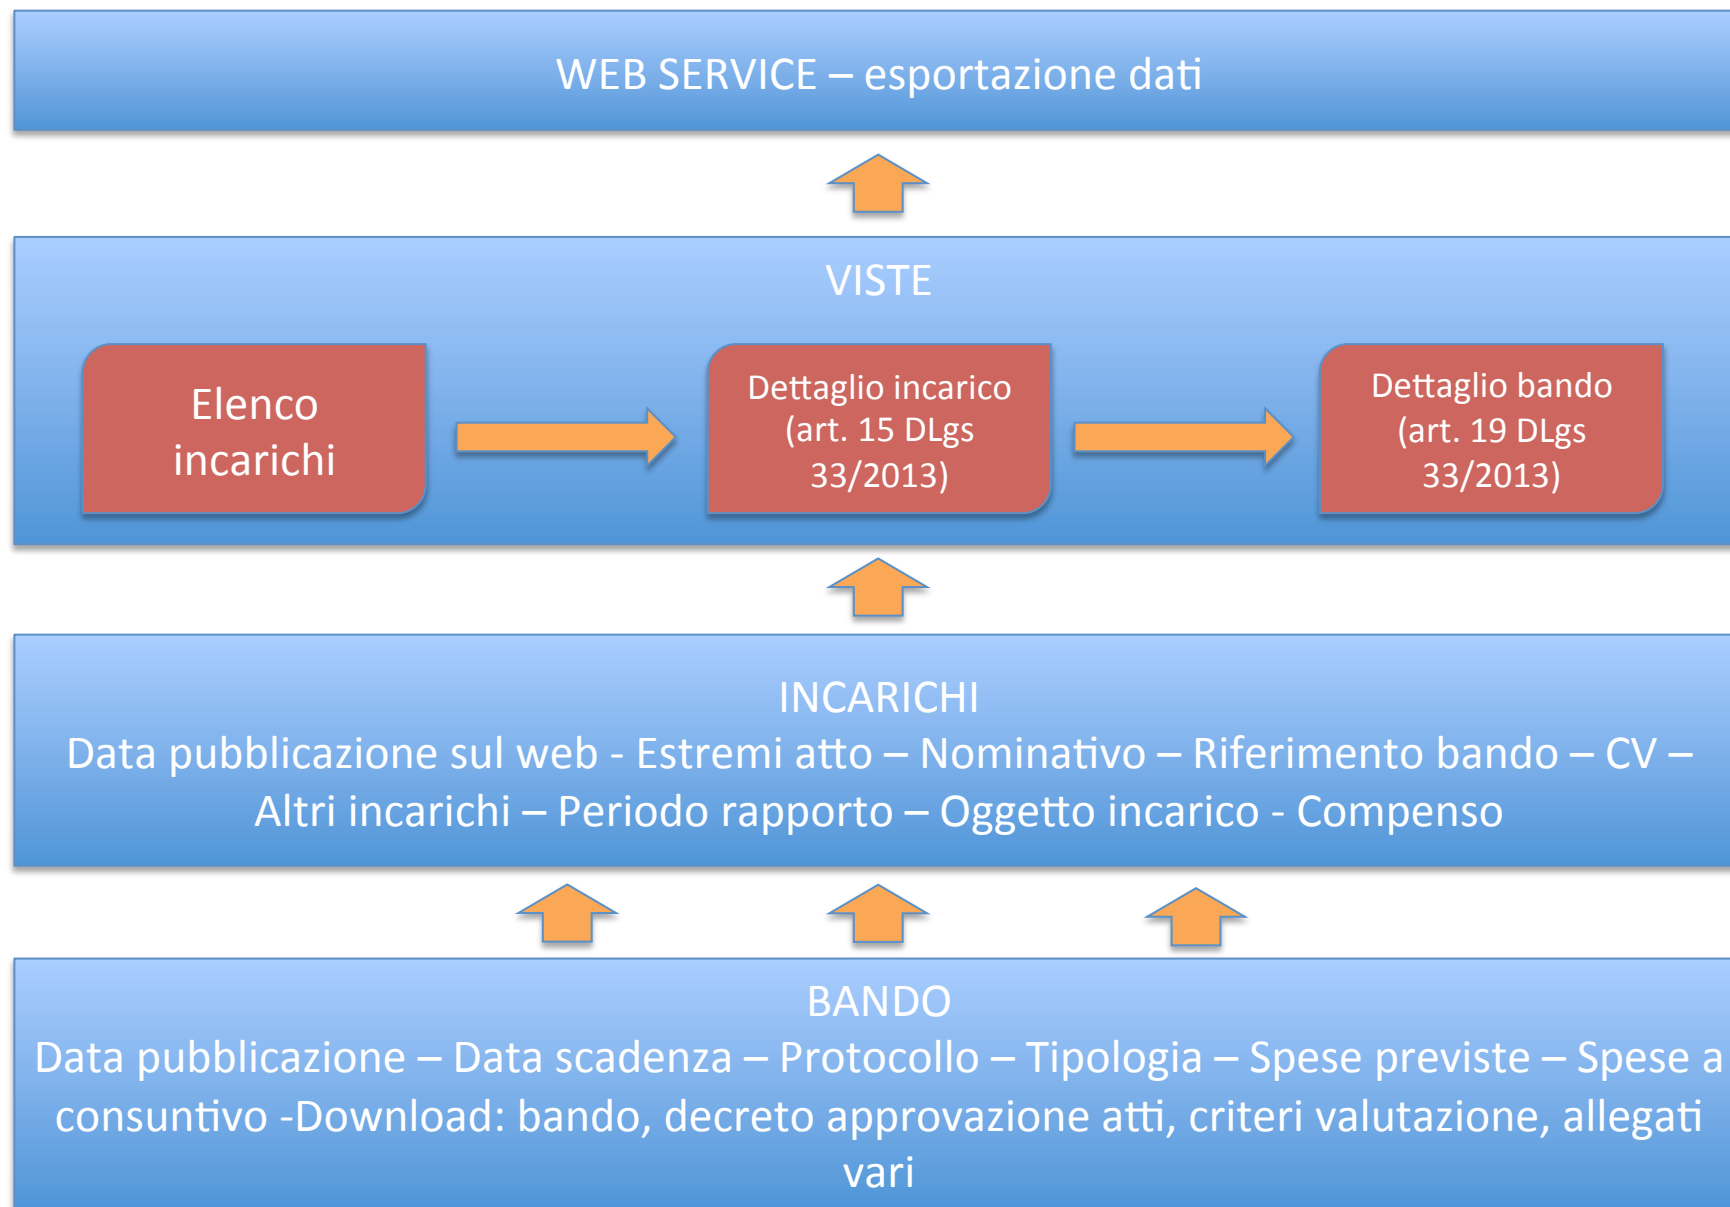 WEB SERVICE – esportazione dati
VISTE
Elenco
incarichi
Dettaglio incarico
(art. 15 DLgs
33/2013)
Dettaglio bando
(art. 19 DLgs
33/2013)
INCARICHI
Data pubblicazione sul web - Estremi atto – Nominativo – Riferimento bando – CV –
Altri incarichi – Periodo rapporto – Oggetto incarico - Compenso
BANDO
Data pubblicazione – Data scadenza – Protocollo – Tipologia – Spese previste – Spese a
consuntivo -Download: bando, decreto approvazione atti, criteri valutazione, allegati
vari